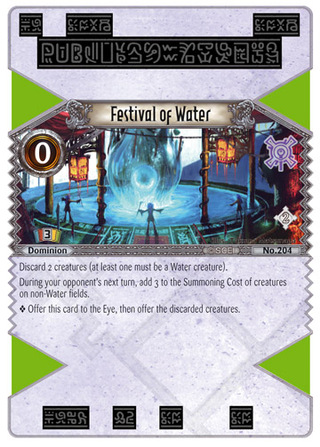 Festival of Water
0
2
3
Dominion
SGE
No.204
Discard 2 creatures (at least one must be a Water creature).
During your opponent's next turn, add 3 to the Summoning Cost of creatures
on non-Water fields.
❖ Offer this card to the Eye, then offer the discarded creatures.